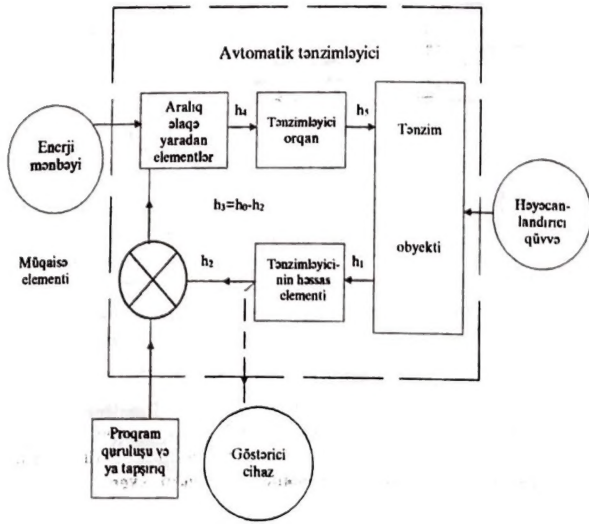 Avtomatik tənzimləyici
Enerji
mənbəyi
Aralıq
əlaqə
yaradan
elementlər
h₄
Tənzimləyici
orqan
h₅
Tənzim
obyekti
Həyəcan-
landırıcı
qüvvə
h₃=h₀-h₂
Müqaisə
elementi
h₂
Tənzimləyici-
nin həssas
elementi
h₁
Proqram
quruluşu və
ya tapşırıq
Göstərici
cihaz